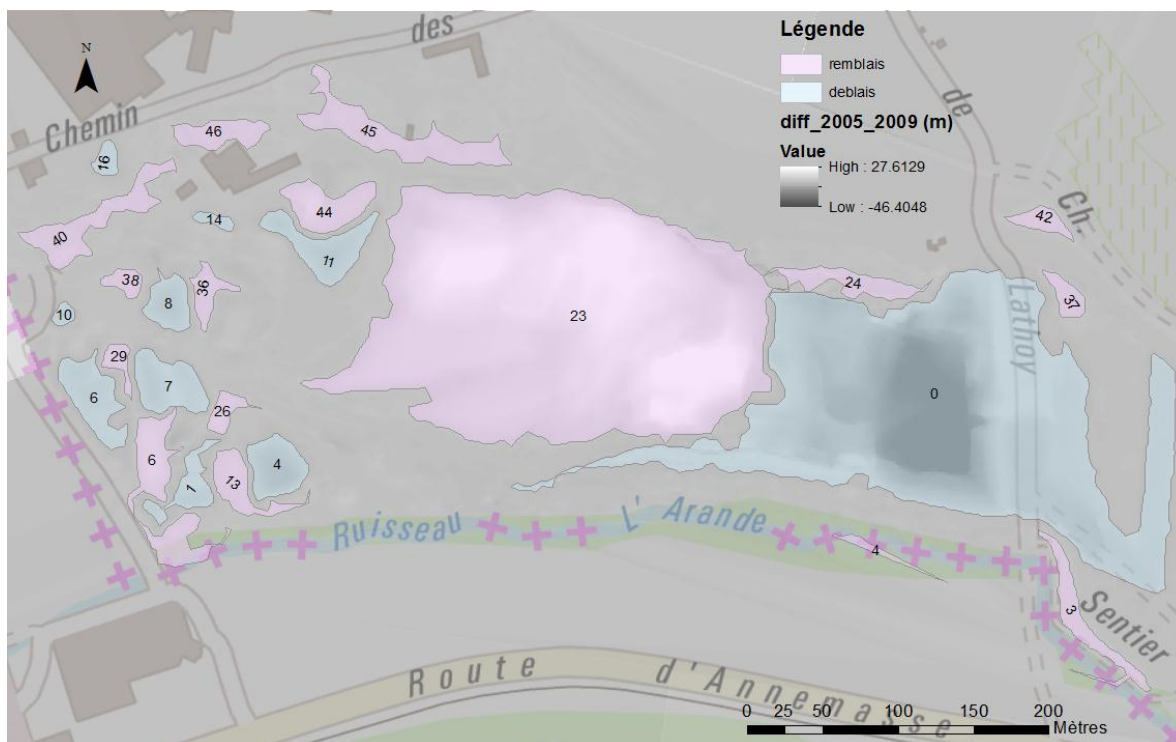 des
Chemin
N
Légende
remblais
deblais
diff_2005_2009 (m)
Value
High : 27.6129
Low : -46.4048
de
Ch.
Lathoy
46
45
16
14
44
40
11
42
38
8
36
24
37
10
23
29
7
6
26
0
6
4
13
1
Ruisseau
L' Arande
4
3
Sentier
Route d'Annemasse
0 25 50 100 150 200
Mètres